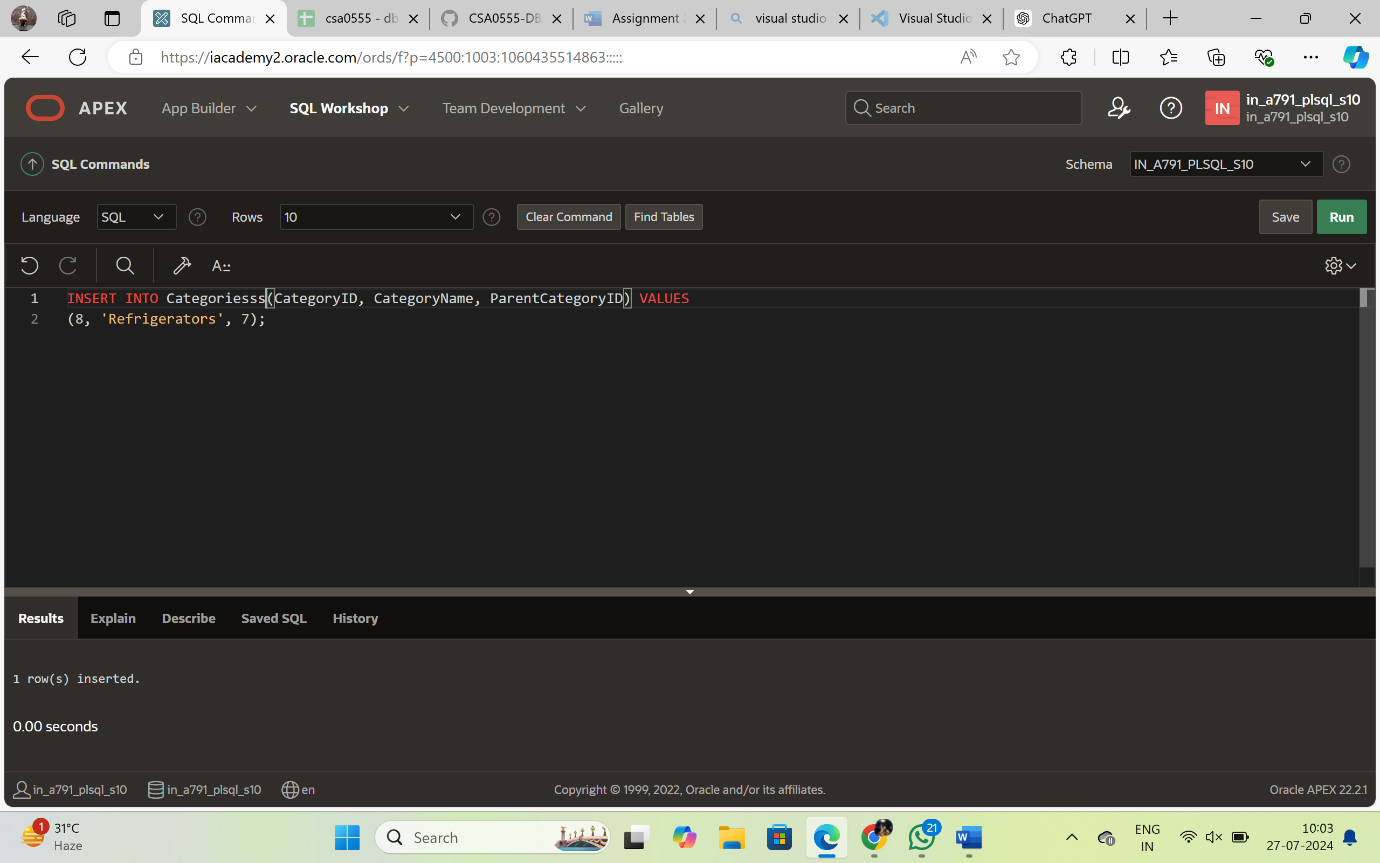 SQL Commar
csa0555 - db
CSA0555-DB
Assignment 2
visual studio
Visual Studio
ChatGPT
https://iacademy2.oracle.com/ords/f?p=4500:1003:1060435514863:::::
APEX App Builder SQL Workshop Team Development Gallery Search IN in_a791_plsql_s10
in_a791_plsql_s10
SQL Commands Schema IN_A791_PLSQL_S10
Language SQL Rows 10 Clear Command Find Tables Save Run
1 INSERT INTO Categoriesss(CategoryID, CategoryName, ParentCategoryID) VALUES
2 (8, 'Refrigerators', 7);
Results Explain Describe Saved SQL History
1 row(s) inserted.
0.00 seconds
in_a791_plsql_s10 in_a791_plsql_s10 en Copyright © 1999, 2022, Oracle and/or its affiliates. Oracle APEX 22.2.1
1 31°C
Haze
Search
21
ENG
IN
10:03
27-07-2024